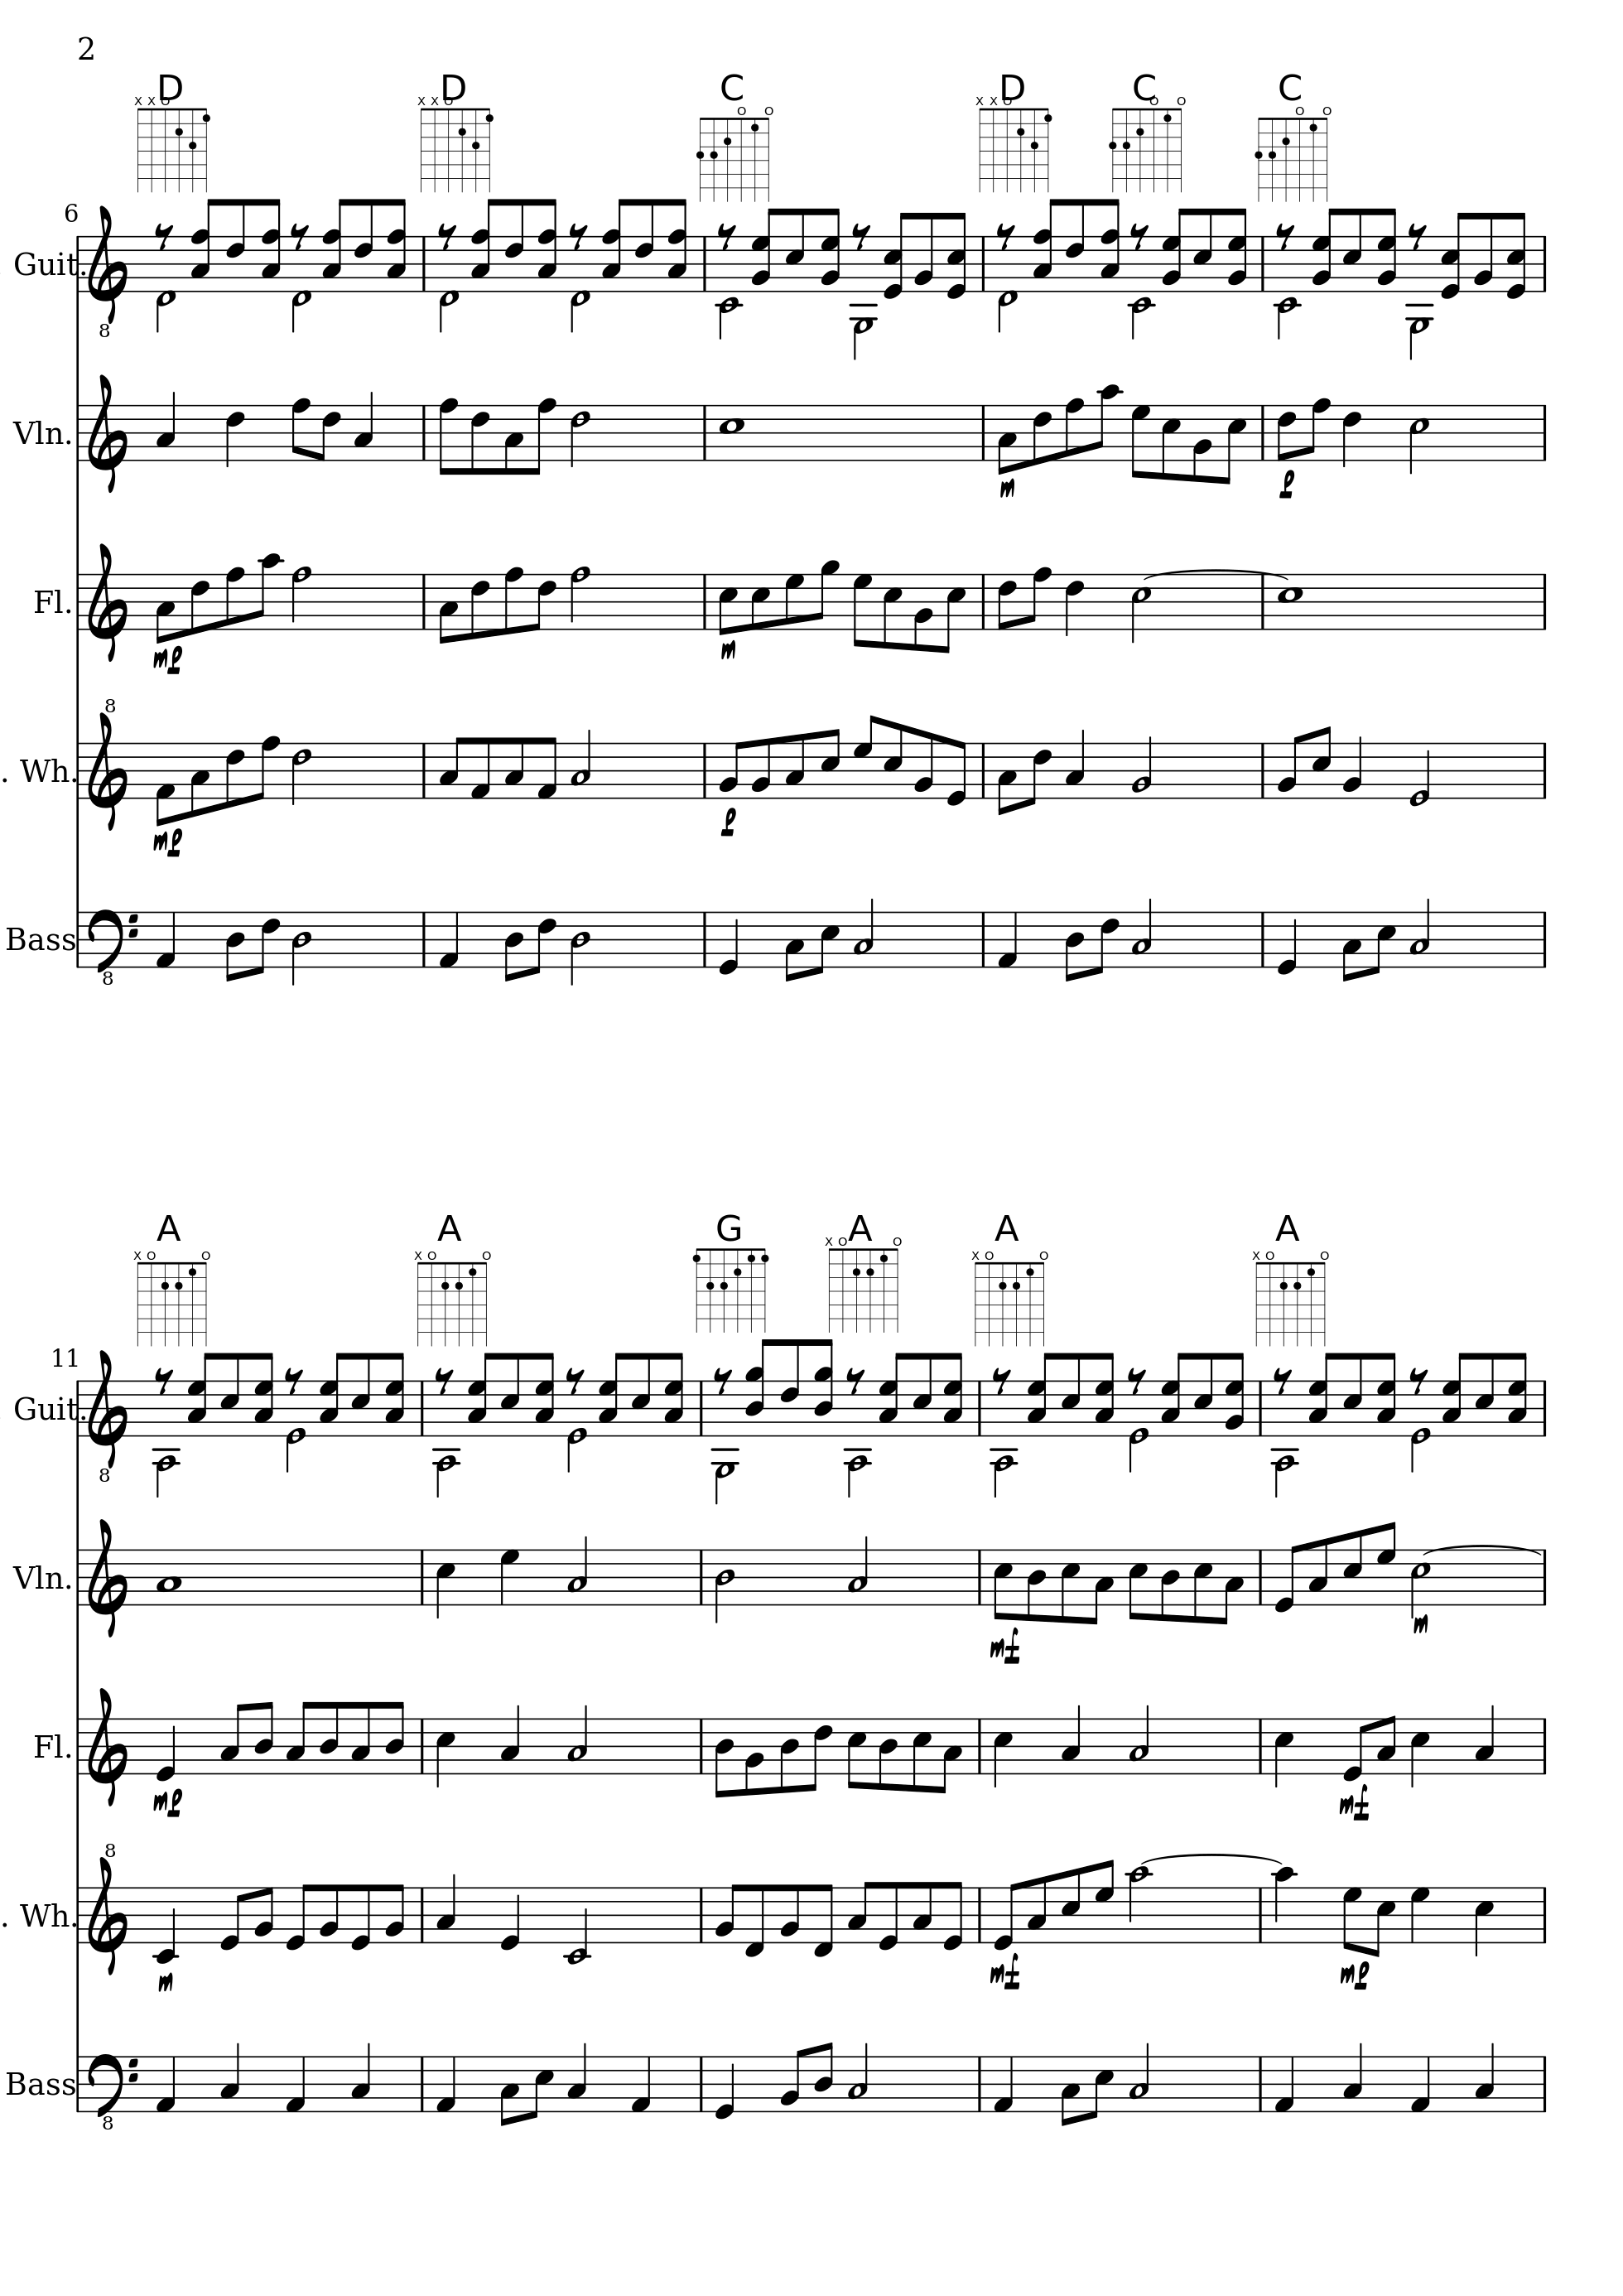 2
D D C D C C
x x o x x o o o x x o o o o o
6
Guit.
8
Vln.
m p
Fl.
mp m
8
. Wh.
mp p
Bass
8
A A G A A A
x o o x o o x o o x o o x o o
11
Guit.
8
Vln.
mf m
Fl.
mp mf
8
. Wh.
m mf mp
Bass
8